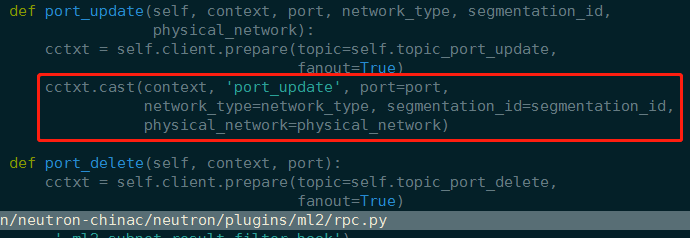 def port_update(self, context, port, network_type, segmentation_id,
physical_network):
cctxt = self.client.prepare(topic=self.topic_port_update,
fanout=True)
cctxt.cast(context, 'port_update', port=port,
network_type=network_type, segmentation_id=segmentation_id,
physical_network=physical_network)
def port_delete(self, context, port):
cctxt = self.client.prepare(topic=self.topic_port_delete,
fanout=True)
n/neutron-chinac/neutron/plugins/ml2/rpc.py
'_ml2_subnet_result_filter_hook')